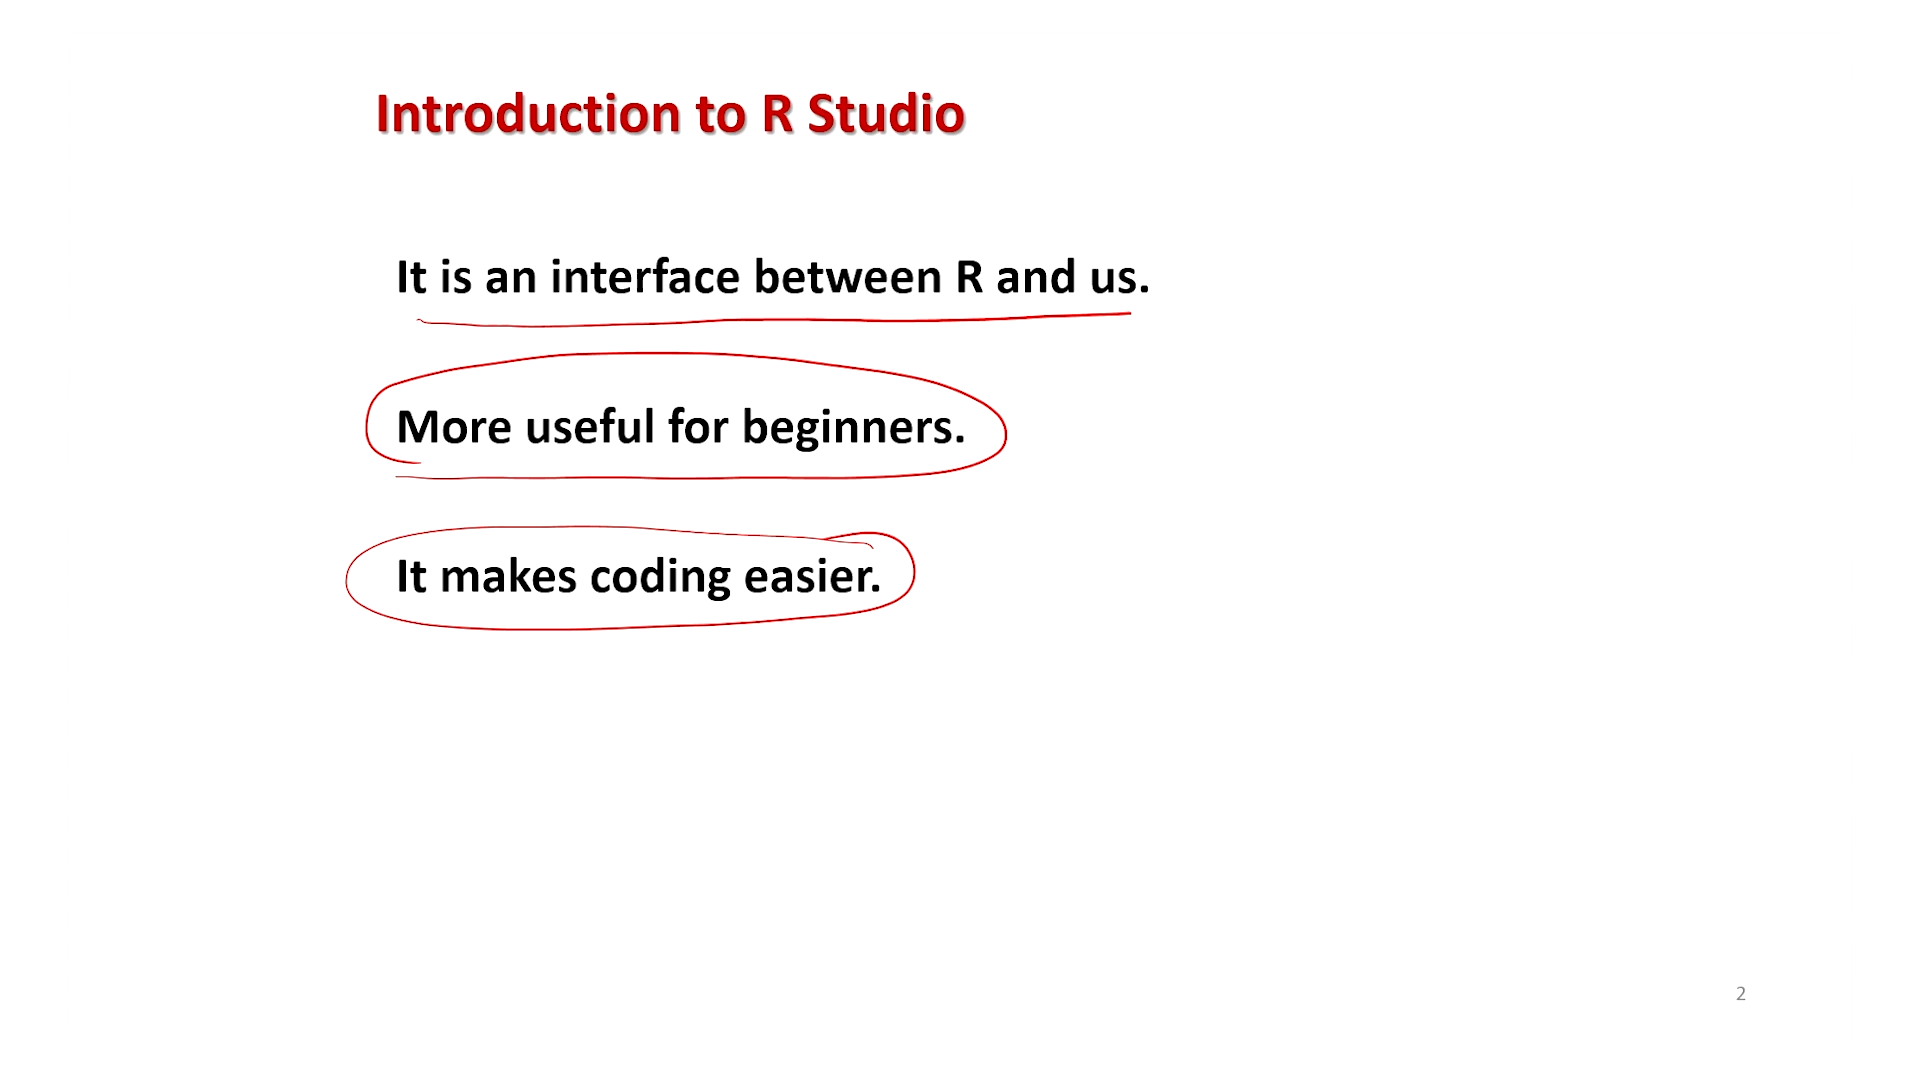 Introduction to R Studio
It is an interface between R and us.
More useful for beginners.
It makes coding easier.
2